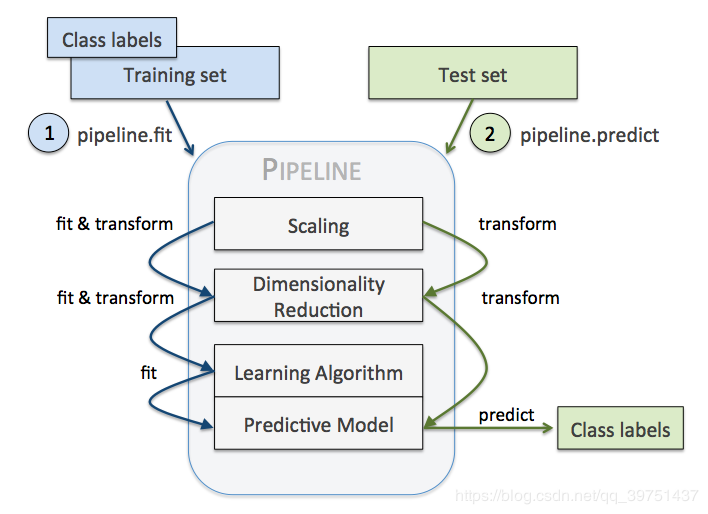 Class labels
Training set
Test set
1
pipeline.fit
2
pipeline.predict
PIPELINE
fit & transform
Scaling
transform
fit & transform
Dimensionality
Reduction
transform
fit
Learning Algorithm
Predictive Model
predict
Class labels
https://blog.csdn.net/qq_39751437